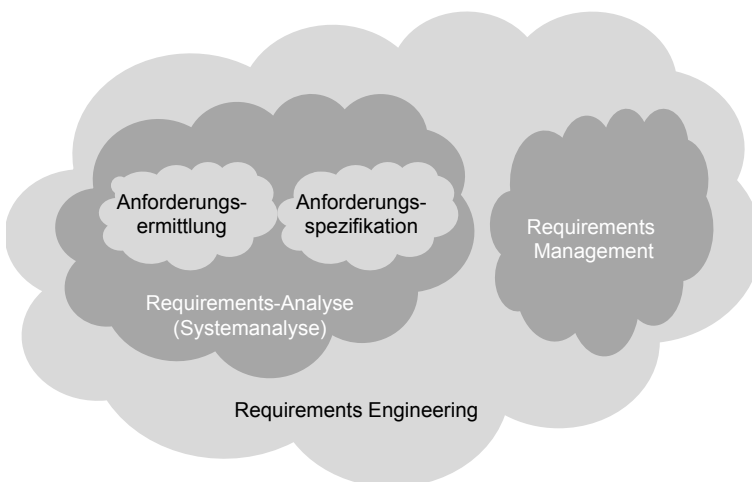 Anforderungs-
ermittlung
Anforderungs-
spezifikation
Requirements
Management
Requirements-Analyse
(Systemanalyse)
Requirements Engineering